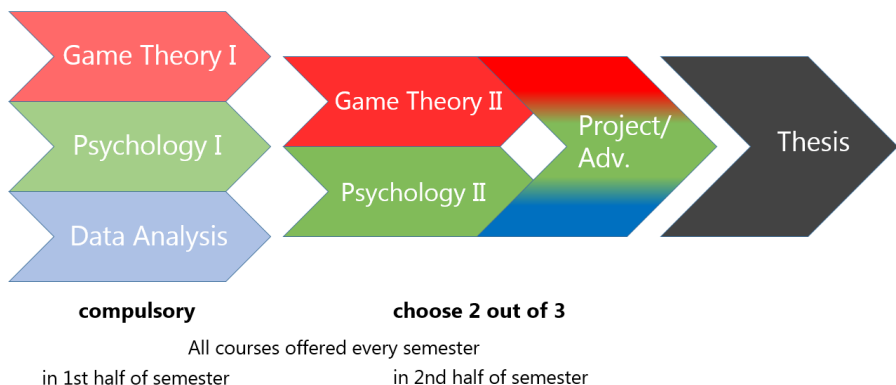 Game Theory I
Psychology I
Data Analysis
Game Theory II
Psychology II
Project/
Adv.
Thesis
compulsory
choose 2 out of 3
All courses offered every semester
in 1st half of semester
in 2nd half of semester